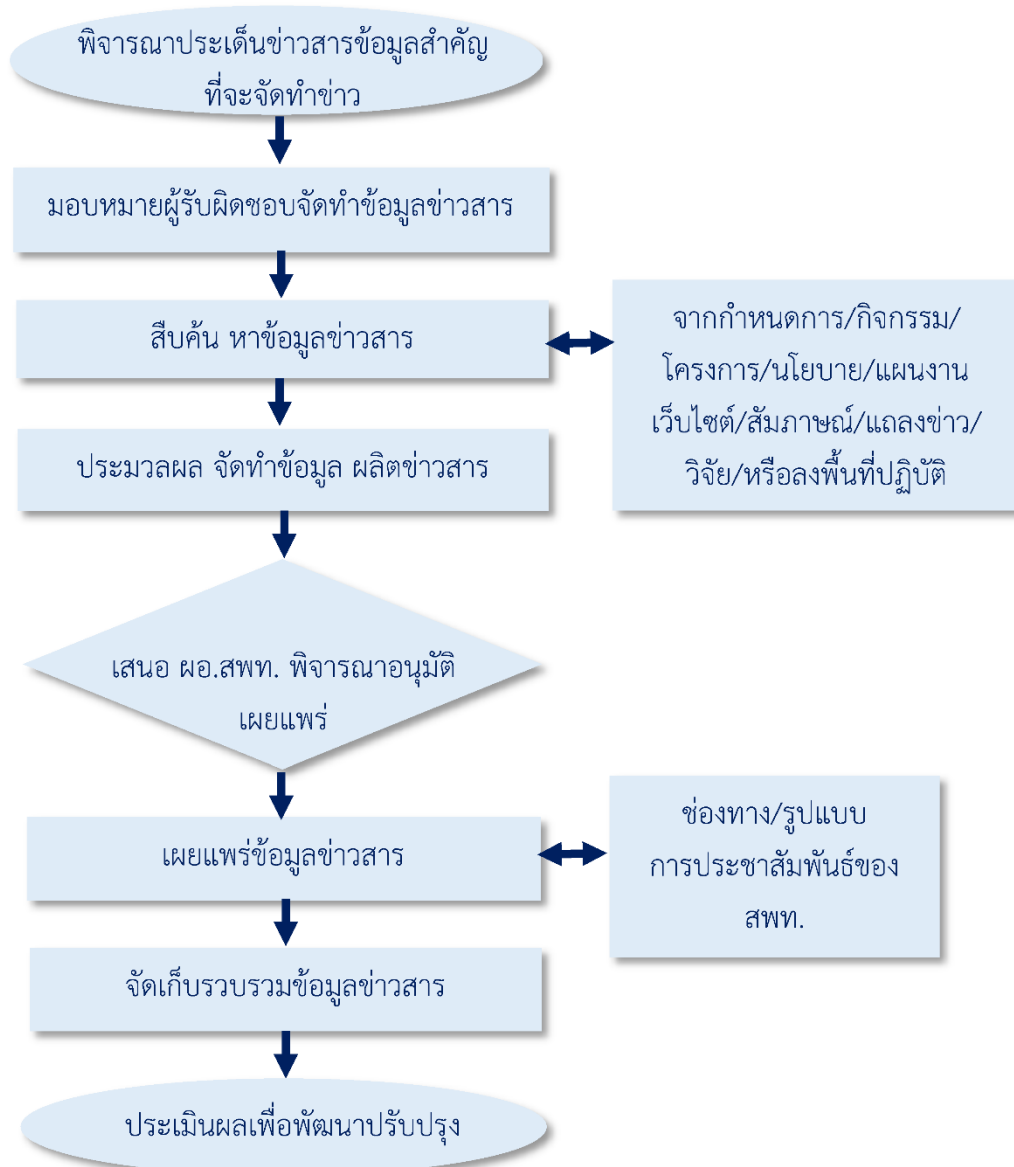 พิจารณาประเด็นข่าวสารข้อมูลสำคัญ
ที่จะจัดทำข่าว
มอบหมายผู้รับผิดชอบจัดทำข้อมูลข่าวสาร
สืบค้น หาข้อมูลข่าวสาร
จากกำหนดการ/กิจกรรม/
โครงการ/นโยบาย/แผนงาน
เว็บไซต์/สัมภาษณ์/แถลงข่าว/
วิจัย/หรือลงพื้นที่ปฏิบัติ
ประมวลผล จัดทำข้อมูล ผลิตข่าวสาร
เสนอ ผอ.สพท. พิจารณาอนุมัติ
เผยแพร่
เผยแพร่ข้อมูลข่าวสาร
ช่องทาง/รูปแบบ
การประชาสัมพันธ์ของ
สพท.
จัดเก็บรวบรวมข้อมูลข่าวสาร
ประเมินผลเพื่อพัฒนาปรับปรุง